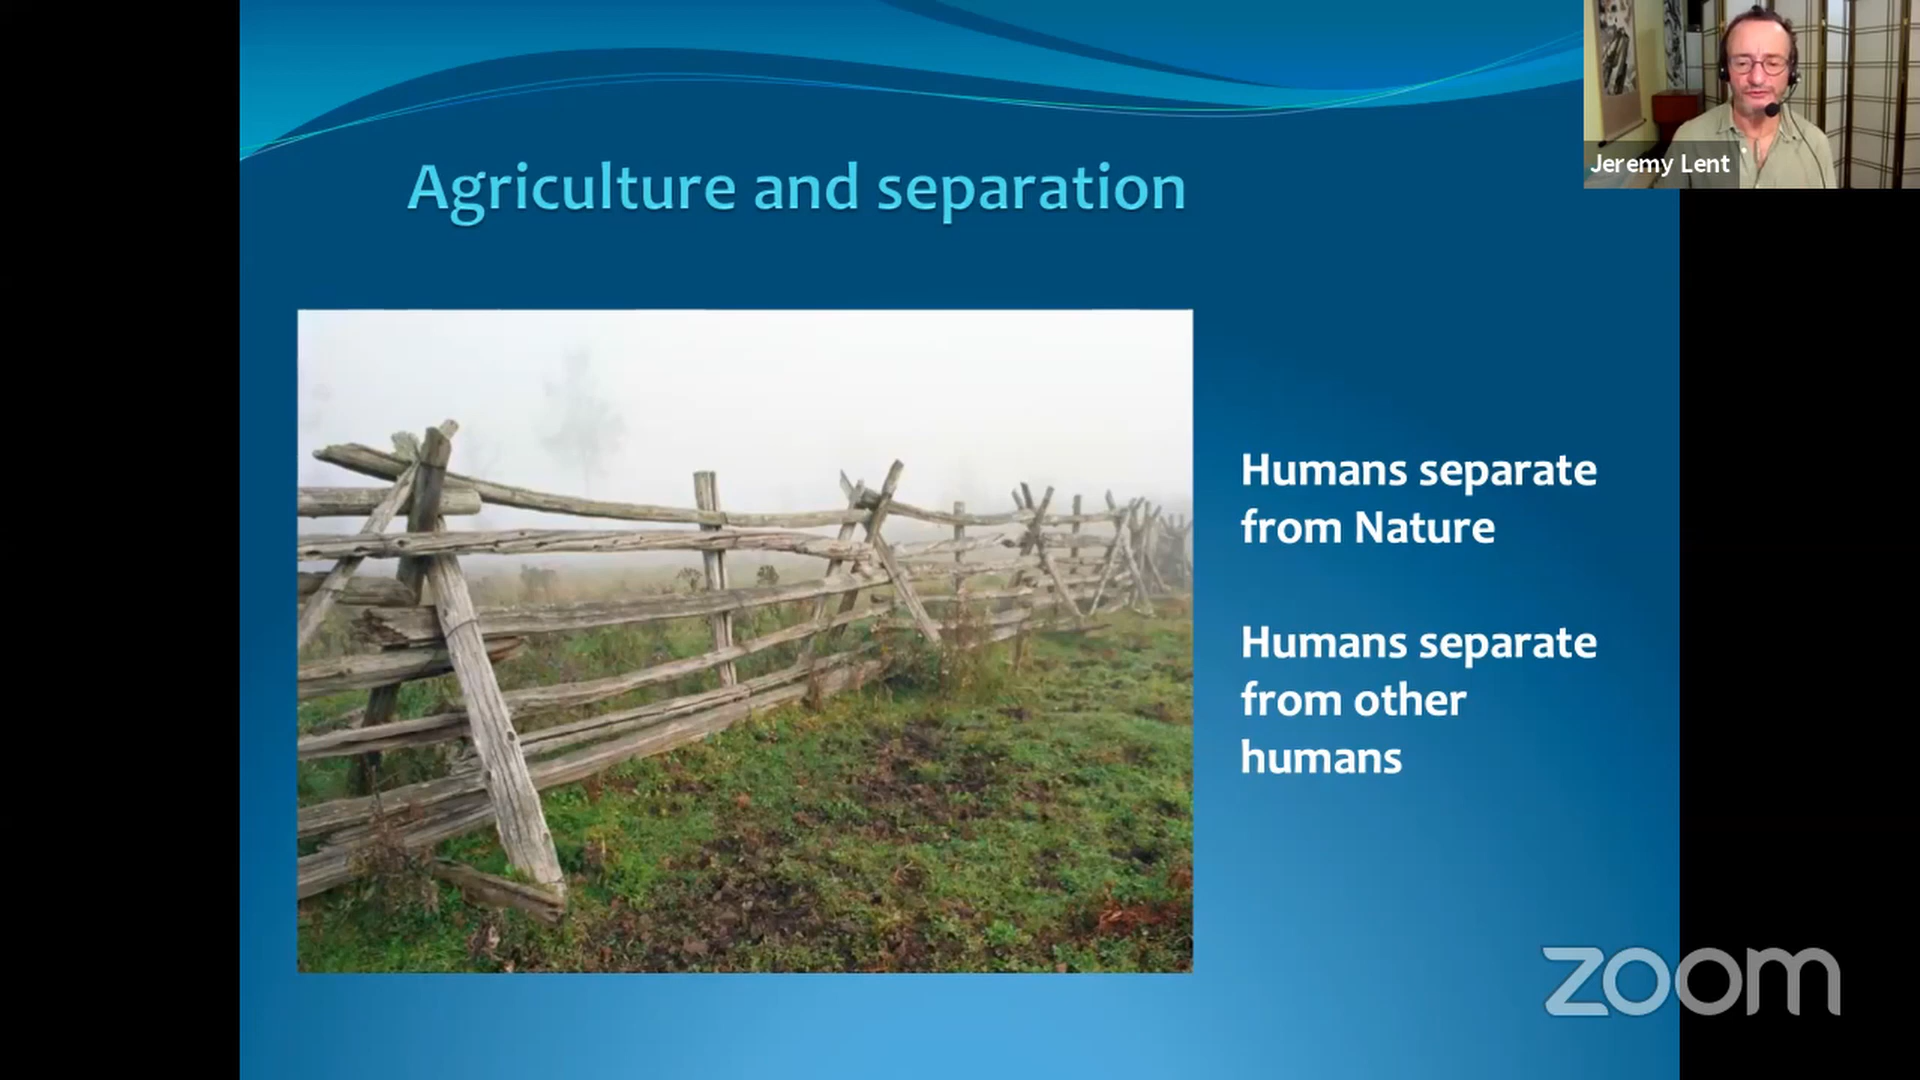 Jeremy Lent
Agriculture and separation
Humans separate
from Nature
Humans separate
from other
humans
zoom